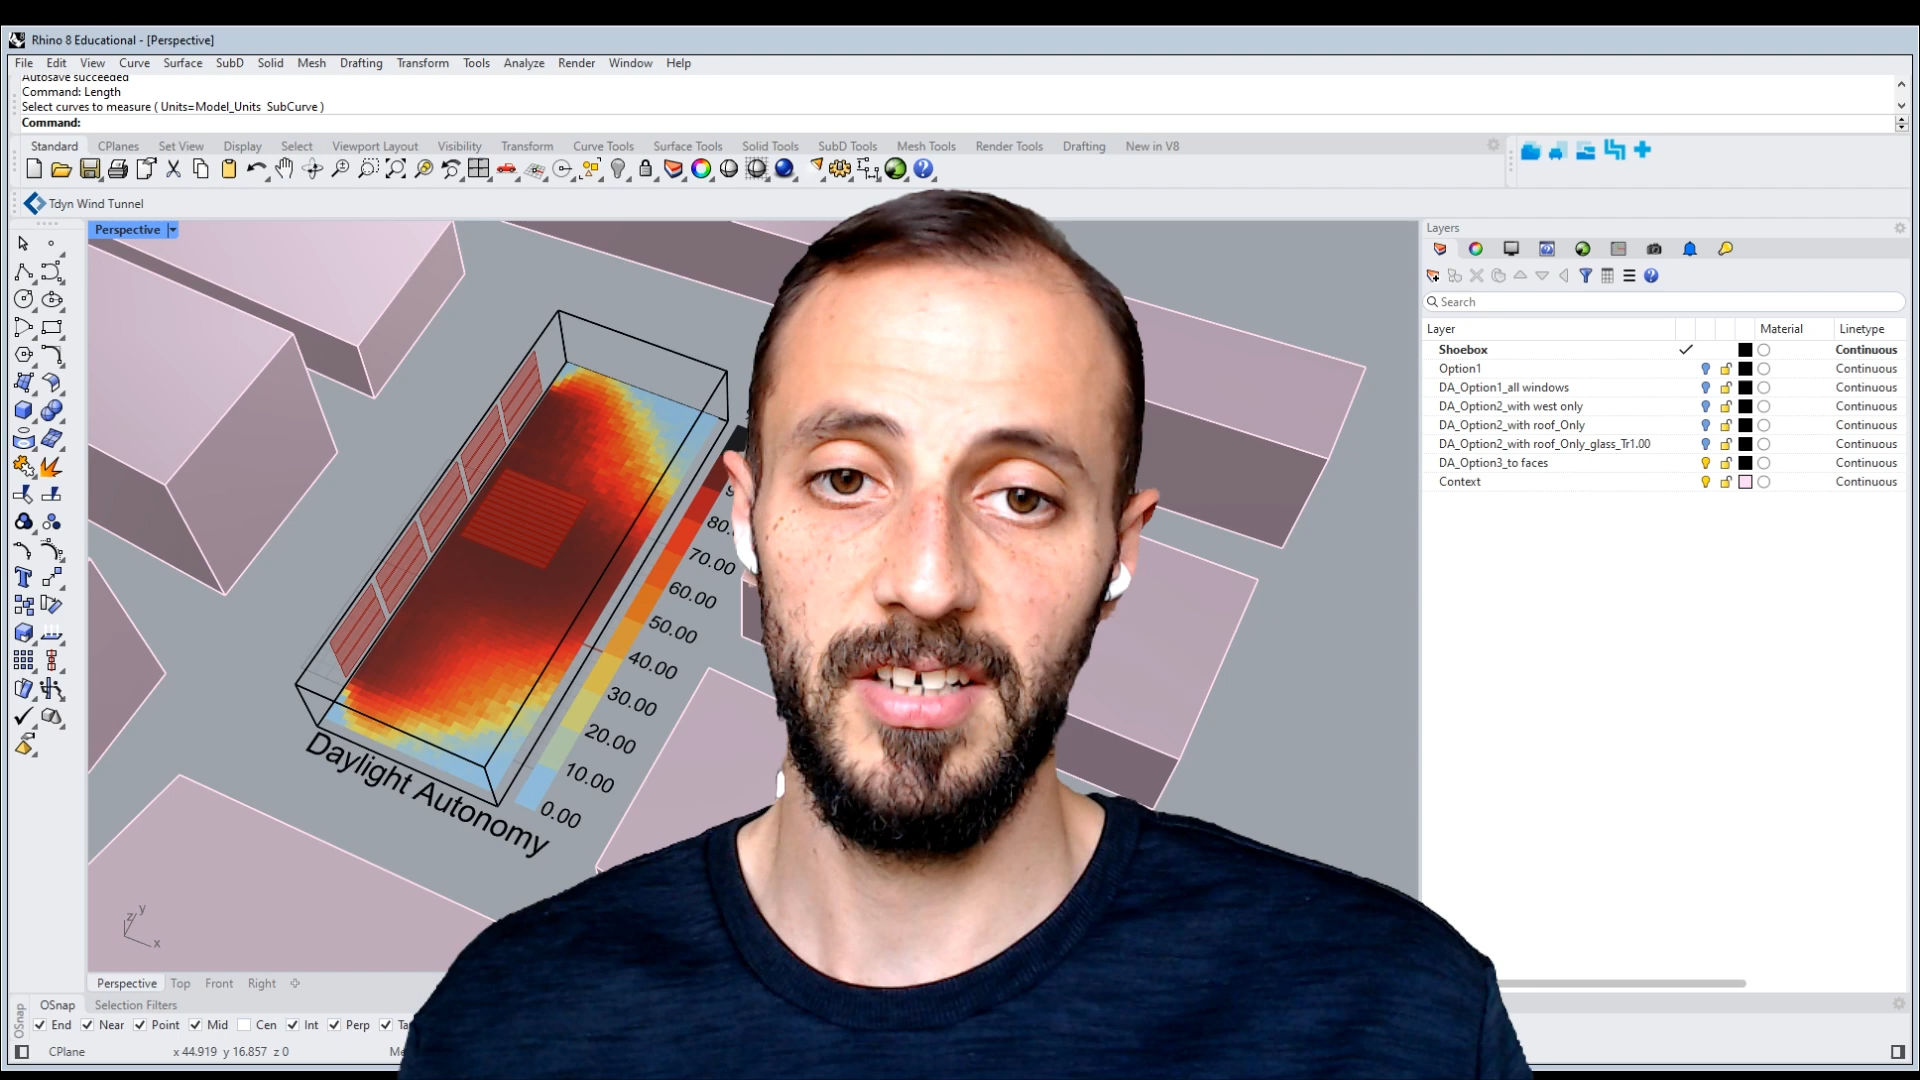 Rhino 8 Educational - [Perspective]
File Edit View Curve Surface SubD Solid Mesh Drafting Transform Tools Analyze Render Window Help
Autosave succeeded
Command: Length
Select curves to measure ( Units=Model_Units SubCurve )
Command:
Standard CPlanes Set View Display Select Viewport Layout Visibility Transform Curve Tools Surface Tools Solid Tools SubD Tools Mesh Tools Render Tools Drafting New in V8
Tdyn Wind Tunnel
Perspective
Layers
Search
Layer Material Linetype
Shoebox Continuous
Option1 Continuous
DA_Option1_all windows Continuous
DA_Option2_with west only Continuous
DA_Option2_with roof_Only Continuous
DA_Option2_with roof_Only_glass_Tr1.00 Continuous
DA_Option3_to faces Continuous
Context Continuous
70.00
60.00
50.00
40.00
30.00
20.00
10.00
0.00
Daylight Autonomy
z y
x
Perspective Top Front Right
OSnap Selection Filters
OSnap
End Near Point Mid Cen Int Perp
CPlane x 44.919 y 16.857 z 0